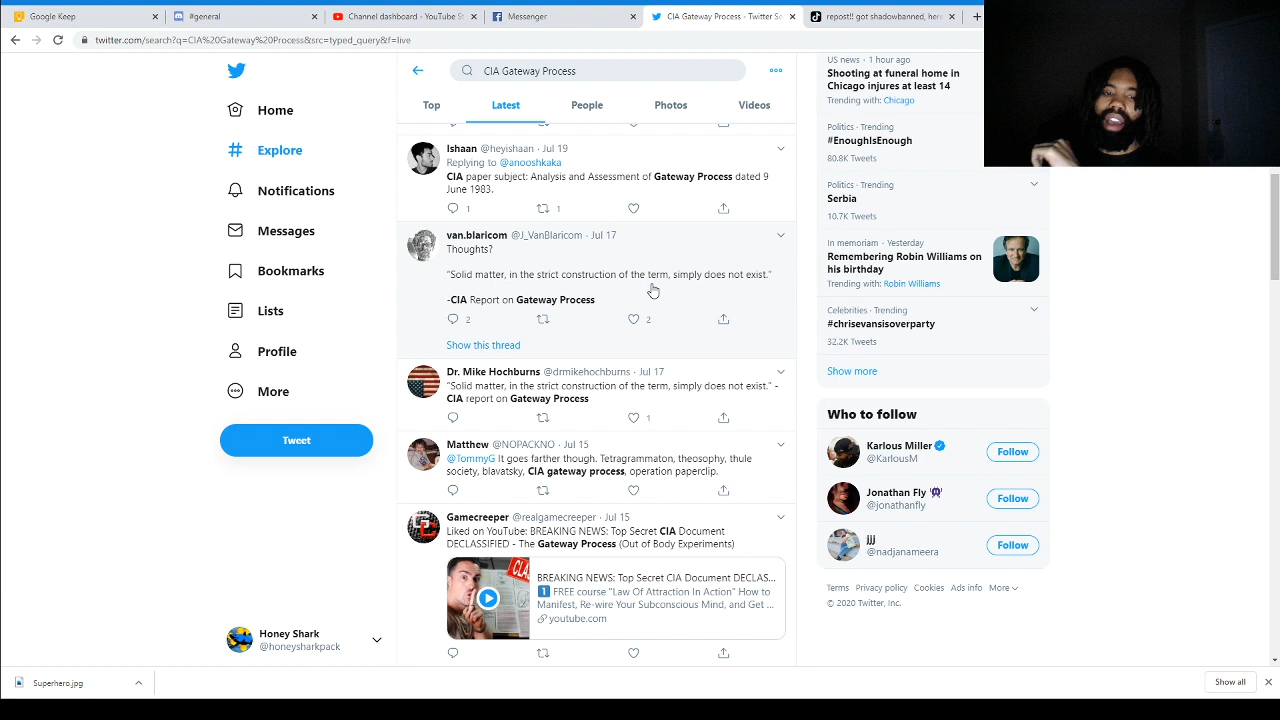 Google Keep
#general
Channel dashboard - YouTube St
Messenger
CIA Gateway Process - Twitter Se
repost!! got shadowbanned, her
twitter.com/search?q=CIA%20Gateway%20Process&src=typed_query&f=live
Home
Explore
Notifications
Messages
Bookmarks
Lists
Profile
More
Tweet
Honey Shark
@honeysharkpack
CIA Gateway Process
Top
Latest
People
Photos
Videos
Ishaan @heyishaan · Jul 19
Replying to @anooshkaka
CIA paper subject: Analysis and Assessment of Gateway Process dated 9
June 1983.
1
1
van.blaricom @J_VanBlaricom · Jul 17
Thoughts?
"Solid matter, in the strict construction of the term, simply does not exist."
-CIA Report on Gateway Process
2
2
Show this thread
Dr. Mike Hochburns @drmikehochburns · Jul 17
"Solid matter, in the strict construction of the term, simply does not exist." -
CIA report on Gateway Process
1
Matthew @NOPACKNO · Jul 15
@TommyG It goes farther though. Tetragrammaton, theosophy, thule
society, blavatsky, CIA gateway process, operation paperclip.
Gamecreeper @realgamecreeper · Jul 15
Liked on YouTube: BREAKING NEWS: Top Secret CIA Document
DECLASSIFIED - The Gateway Process (Out of Body Experiments)
BREAKING NEWS: Top Secret CIA Document DECLAS...
1 FREE course "Law Of Attraction In Action" How to
Manifest, Re-wire Your Subconscious Mind, and Get ...
youtube.com
US news · 1 hour ago
Shooting at funeral home in
Chicago injures at least 14
Trending with: Chicago
Politics · Trending
#EnoughIsEnough
80.8K Tweets
Politics · Trending
Serbia
10.7K Tweets
In memoriam · Yesterday
Remembering Robin Williams on
his birthday
Trending with: Robin Williams
Celebrities · Trending
#chrisevansisoverparty
32.2K Tweets
Show more
Who to follow
Karlous Miller
@KarlousM
Follow
Jonathan Fly
@jonathanfly
Follow
jjj
@nadjanameera
Follow
Terms Privacy policy Cookies Ads info More
© 2020 Twitter, Inc.
Superhero.jpg
Show all